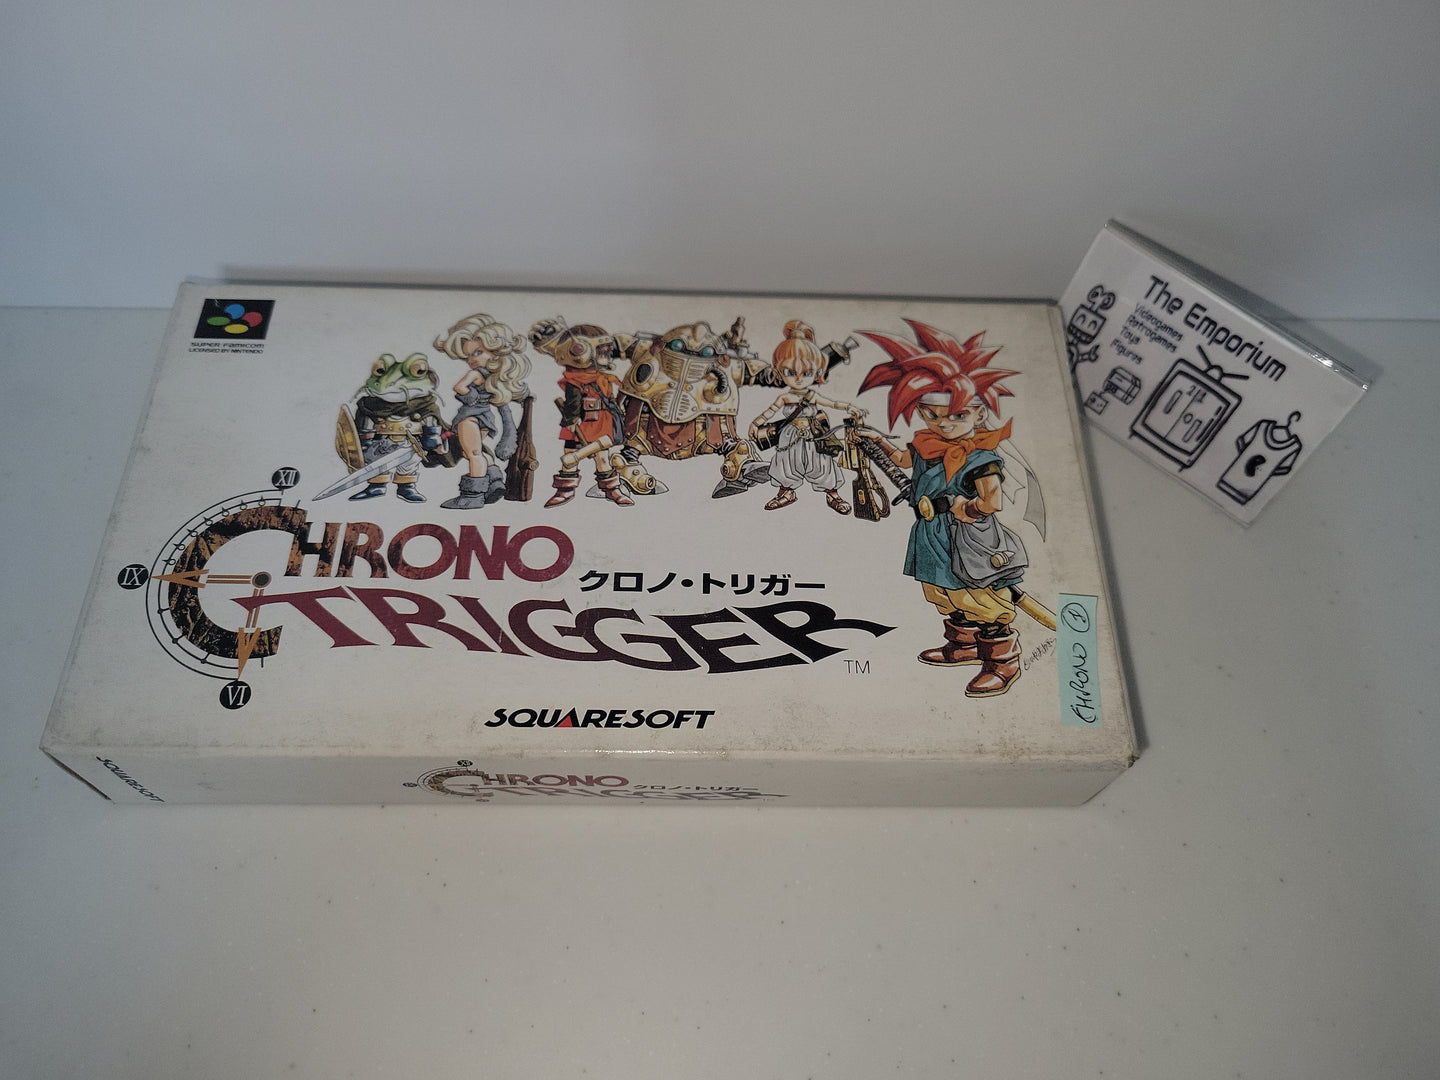 SUPER FAMICOM
LICENSED BY NINTENDO
XII
IX
VI
CHRONO
クロノ・トリガー
TRIGGER
TM
SQUARESOFT
CHRONO 1
SQUARESOFT
CHRONO
クロノ・トリガー
TRIGGER
The Emporium
Videogames
Retrogames
Toys
Figures